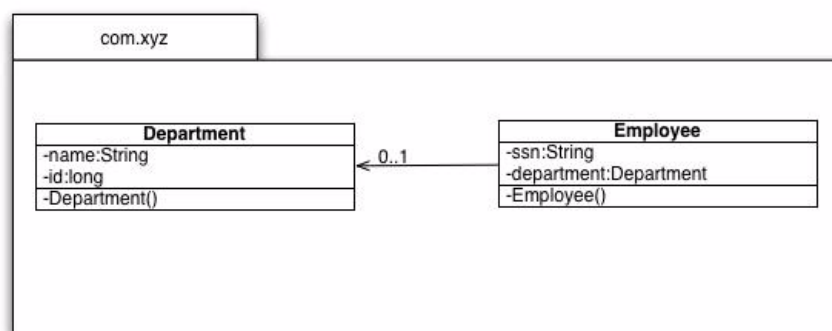 com.xyz
Department
-name:String
-id:long
-Department()
0..1
Employee
-ssn:String
-department:Department
-Employee()